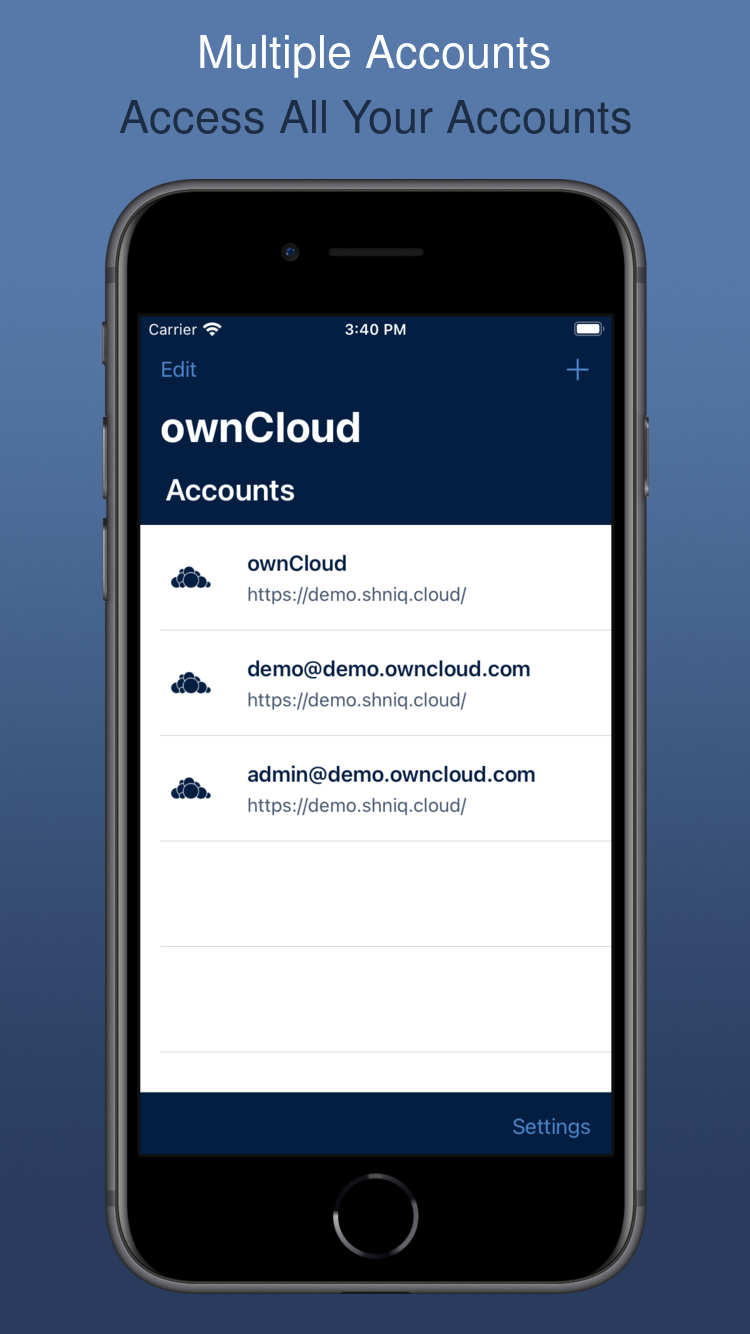 Multiple Accounts
Access All Your Accounts
Carrier 3:40 PM
Edit +
ownCloud
Accounts
ownCloud
https://demo.shniq.cloud/
demo@demo.owncloud.com
https://demo.shniq.cloud/
admin@demo.owncloud.com
https://demo.shniq.cloud/
Settings